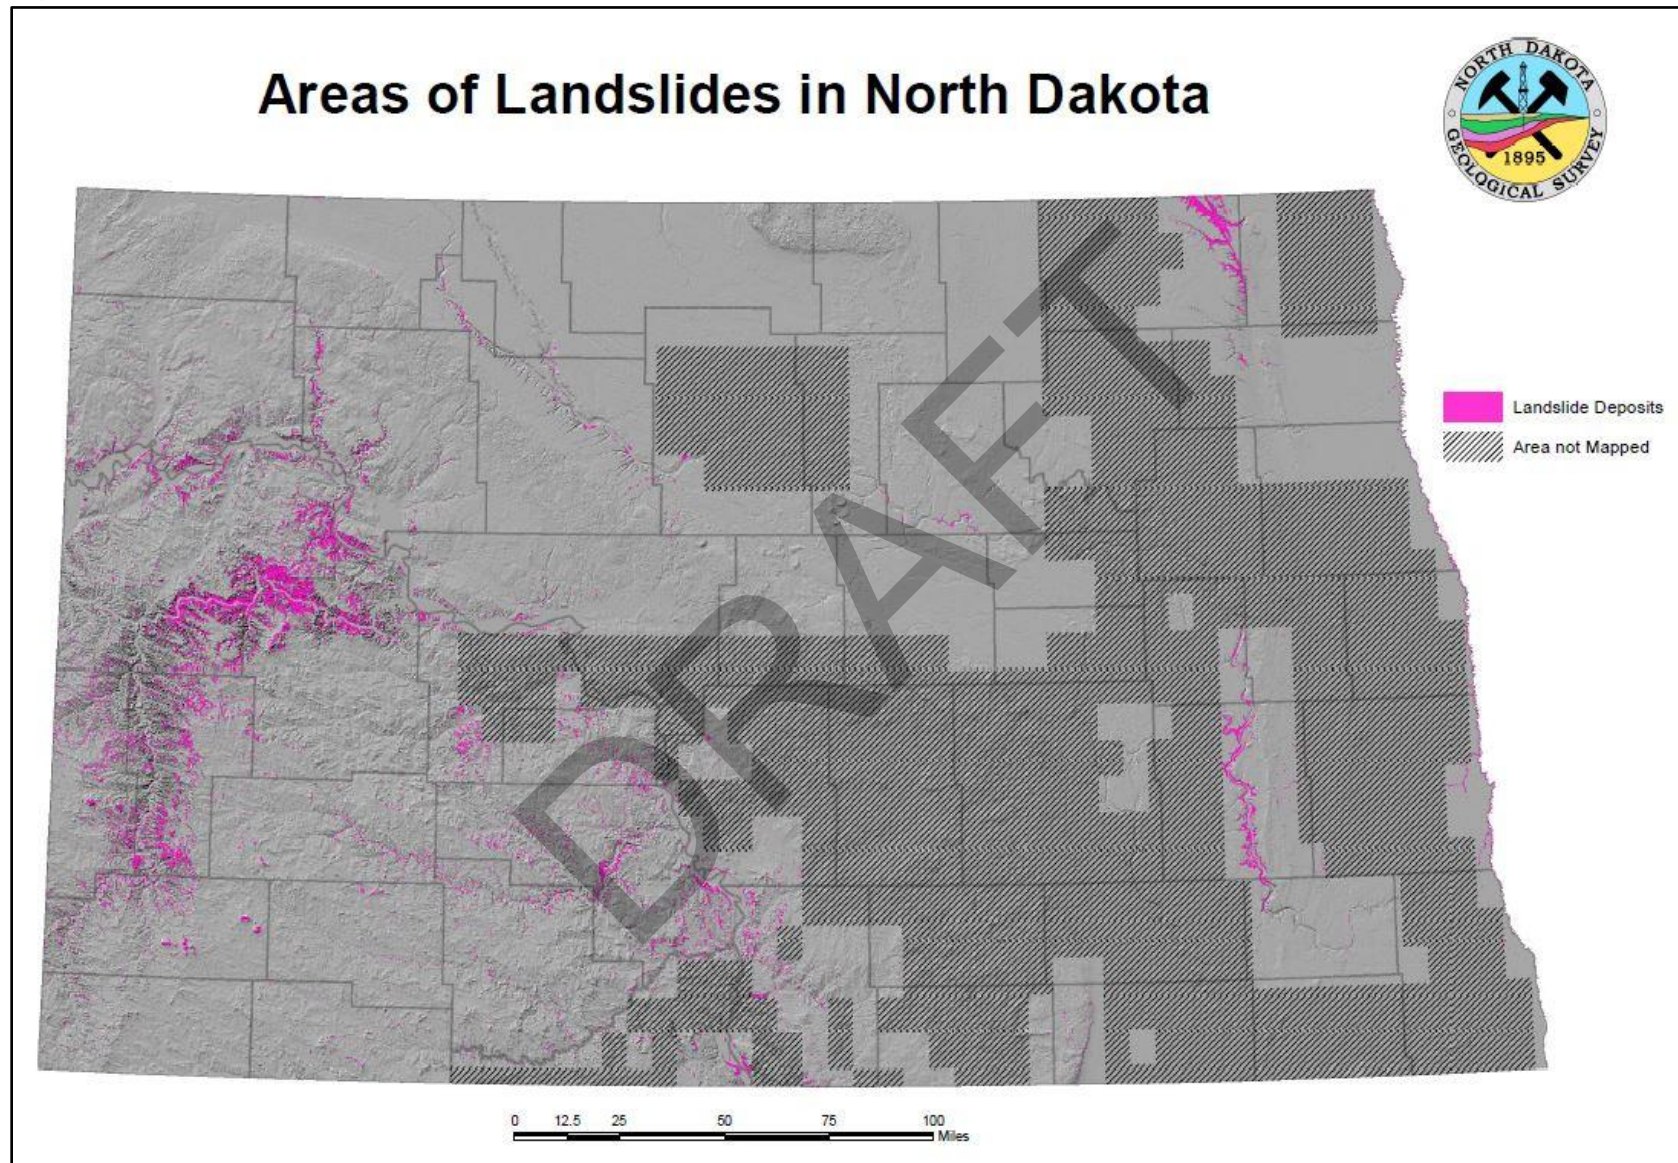 Areas of Landslides in North Dakota
NORTH DAKOTA
GEOLOGICAL SURVEY
1895
Landslide Deposits
Area not Mapped
DRAFT
0 12.5 25 50 75 100
Miles